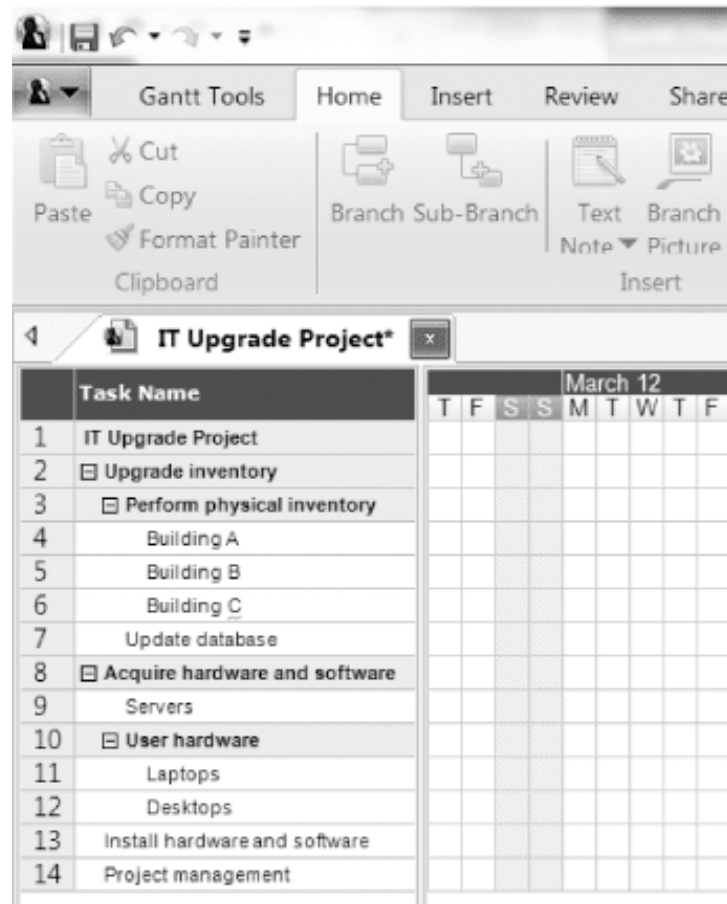 Gantt Tools Home Insert Review Share
Cut
Copy
Format Painter
Paste
Branch Sub-Branch
Text Note
Branch Picture
Clipboard Insert
IT Upgrade Project* x
Task Name
March 12
T F S S M T W T F
1 IT Upgrade Project
2 Upgrade inventory
3 Perform physical inventory
4 Building A
5 Building B
6 Building C
7 Update database
8 Acquire hardware and software
9 Servers
10 User hardware
11 Laptops
12 Desktops
13 Install hardware and software
14 Project management